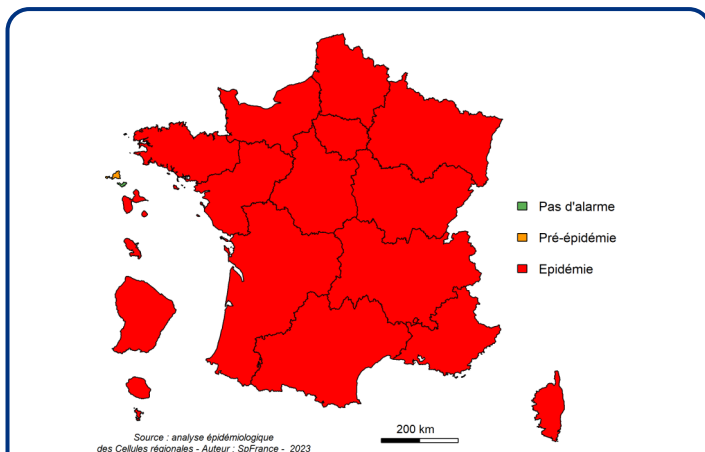 Pas d'alarme
Pré-épidémie
Epidémie
200 km
Source : analyse épidémiologique
des Cellules régionales - Auteur : SpFrance - 2023